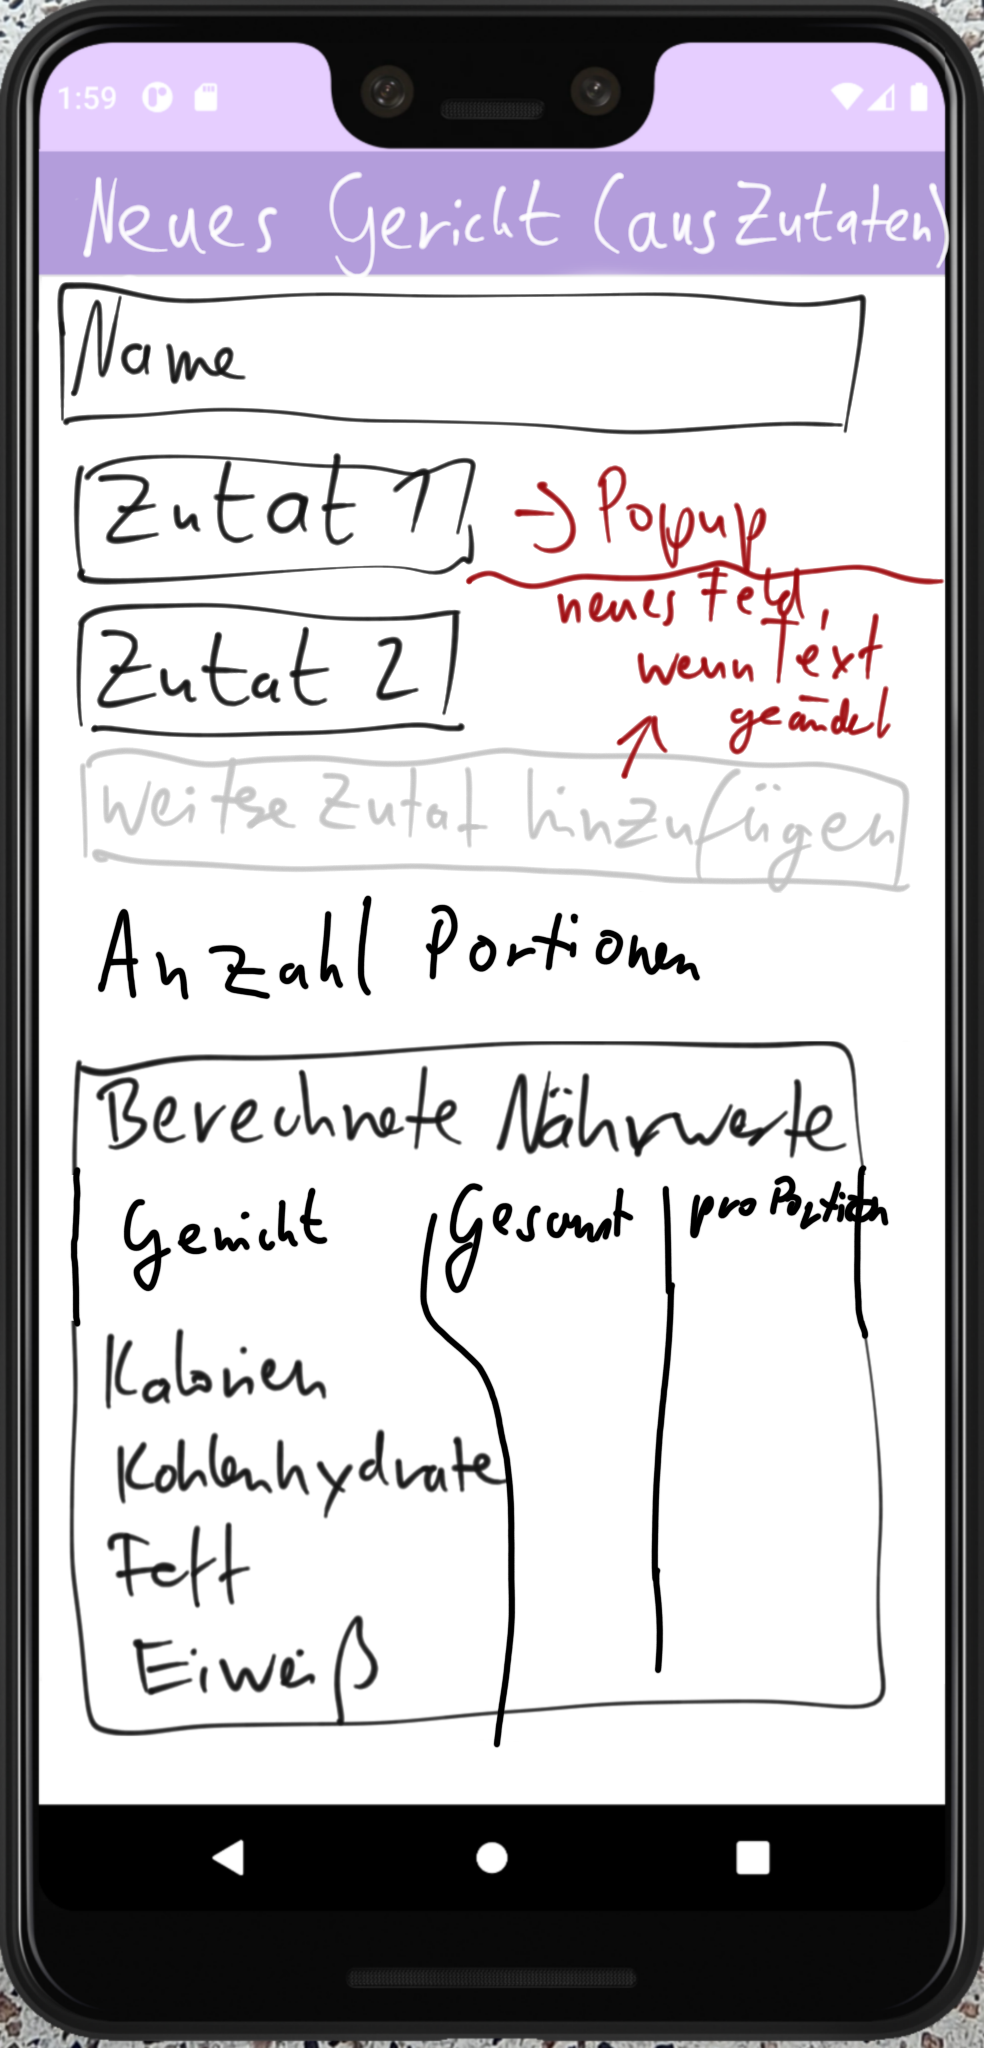 1:59
Neues Gericht (aus Zutaten)
Name
Zutat 1
→ Popup
neues Feld,
wenn Text
geändert
Zutat 2
weitere Zutat hinzufügen
Anzahl Portionen
Berechnete Nährwerte
Gewicht Gesamt pro Portion
Kalorien
Kohlenhydrate
Fett
Eiweiß